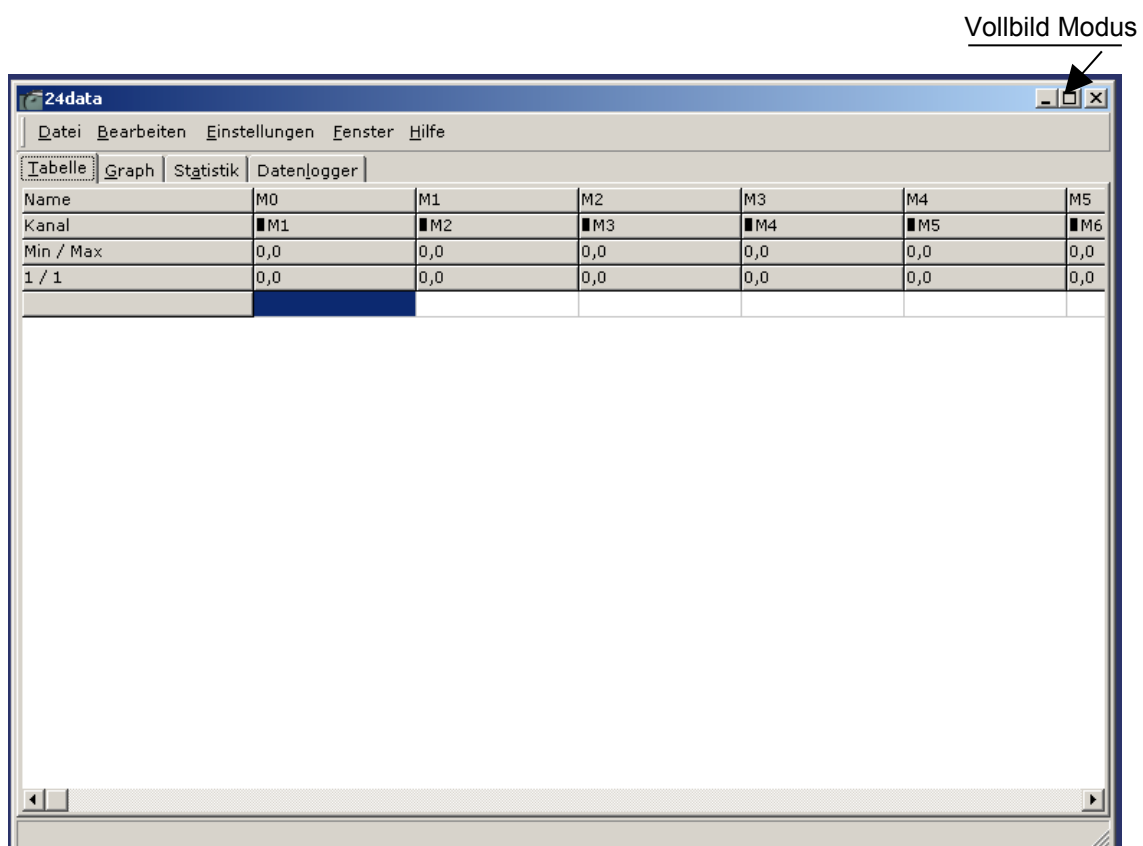 Vollbild Modus
24data
Datei Bearbeiten Einstellungen Fenster Hilfe
Tabelle Graph Statistik Datenlogger
Name M0 M1 M2 M3 M4 M5
Kanal M1 M2 M3 M4 M5 M6
Min / Max 0,0 0,0 0,0 0,0 0,0 0,0
1 / 1 0,0 0,0 0,0 0,0 0,0 0,0